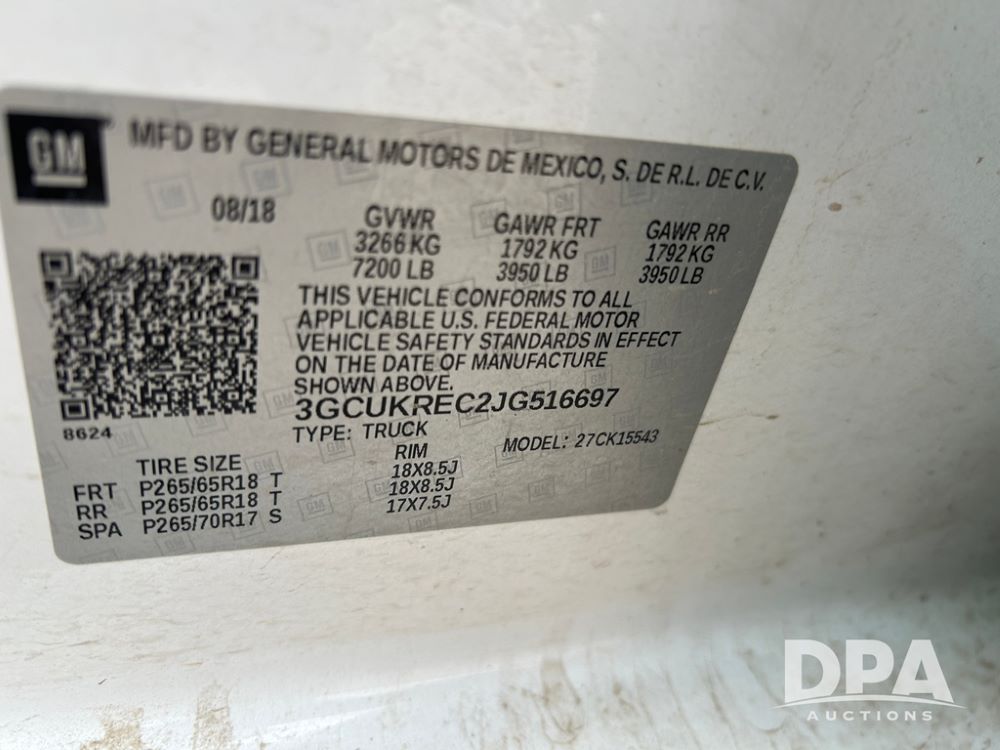 GM
MFD BY GENERAL MOTORS DE MEXICO, S. DE R.L. DE C.V.
08/18
GVWR GAWR FRT GAWR RR
3266 KG 1792 KG 1792 KG
7200 LB 3950 LB 3950 LB
THIS VEHICLE CONFORMS TO ALL
APPLICABLE U.S. FEDERAL MOTOR
VEHICLE SAFETY STANDARDS IN EFFECT
ON THE DATE OF MANUFACTURE
SHOWN ABOVE.
3GCUKREC2JG516697
8624
TYPE: TRUCK MODEL: 27CK15543
TIRE SIZE RIM
FRT P265/65R18 T 18X8.5J
RR P265/65R18 T 18X8.5J
SPA P265/70R17 S 17X7.5J
DPA
AUCTIONS